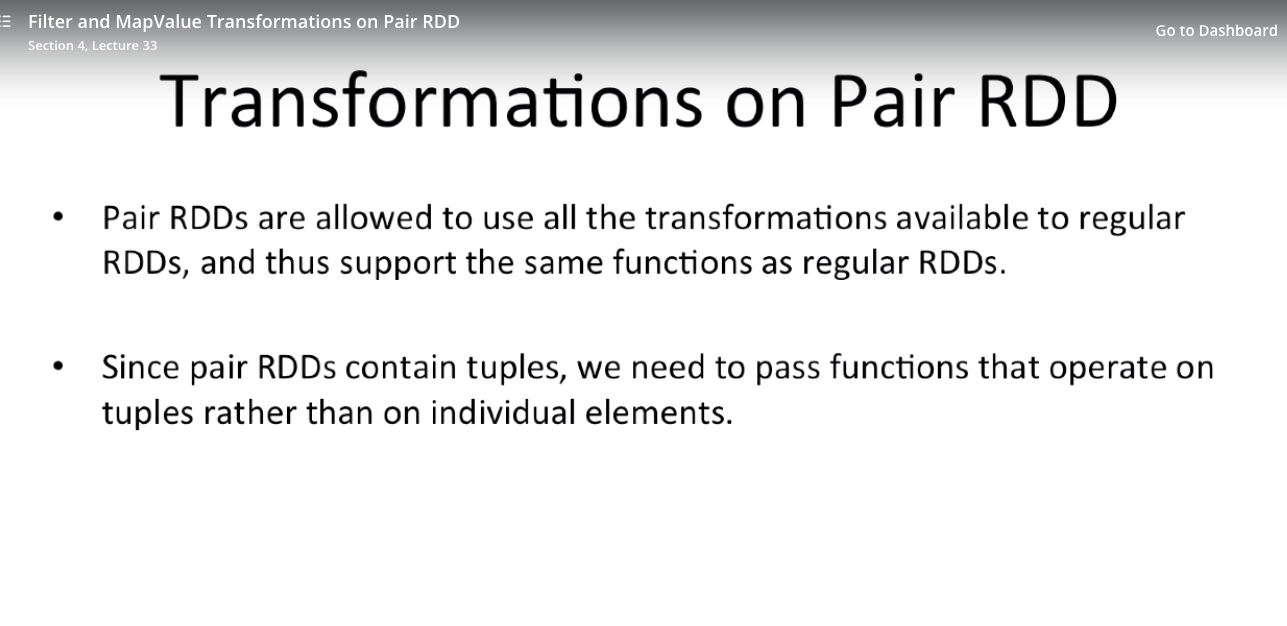 Filter and MapValue Transformations on Pair RDD
Section 4, Lecture 33
Go to Dashboard
Transformations on Pair RDD
• Pair RDDs are allowed to use all the transformations available to regular
RDDs, and thus support the same functions as regular RDDs.
• Since pair RDDs contain tuples, we need to pass functions that operate on
tuples rather than on individual elements.